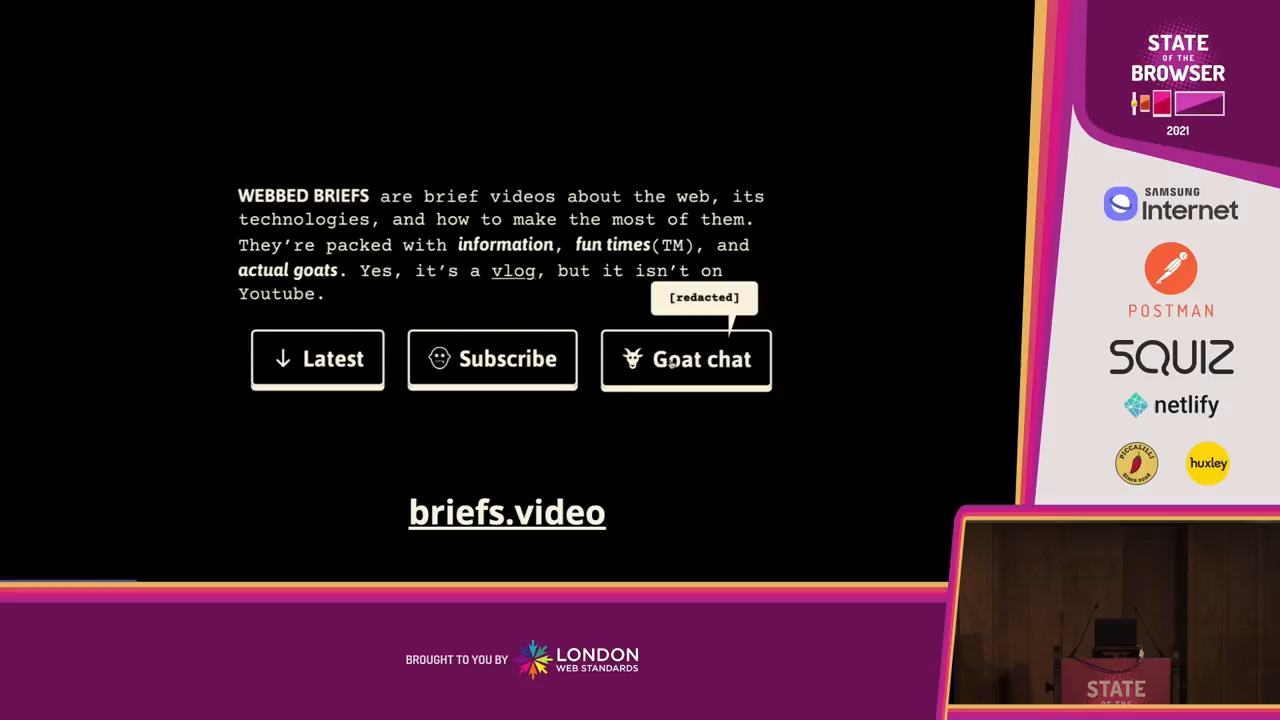 WEBBED BRIEFS are brief videos about the web, its
technologies, and how to make the most of them.
They’re packed with information, fun times(TM), and
actual goats. Yes, it’s a vlog, but it isn’t on
Youtube.
[redacted]
Latest
Subscribe
Goat chat
briefs.video
BROUGHT TO YOU BY
LONDON
WEB STANDARDS
STATE
OF THE
BROWSER
2021
SAMSUNG
Internet
POSTMAN
SQUIZ
netlify
PICCALILLI
huxley
STATE
OF THE